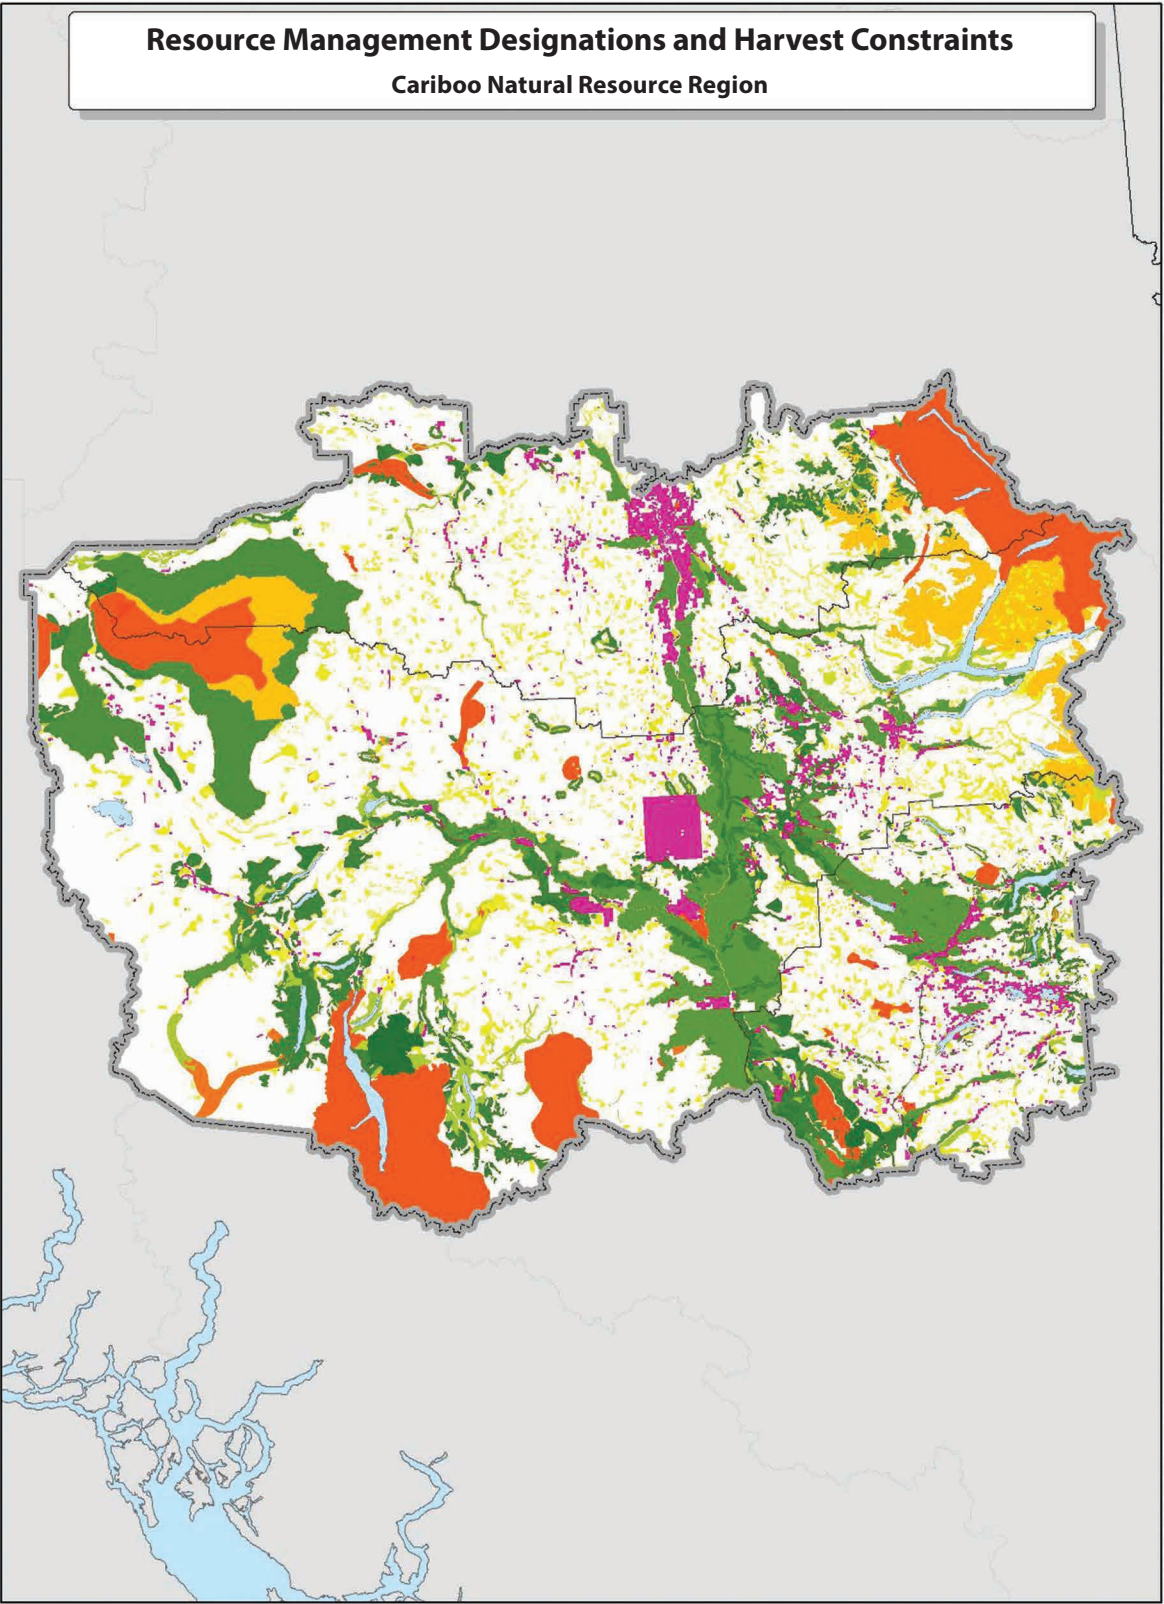 Resource Management Designations and Harvest Constraints
Cariboo Natural Resource Region